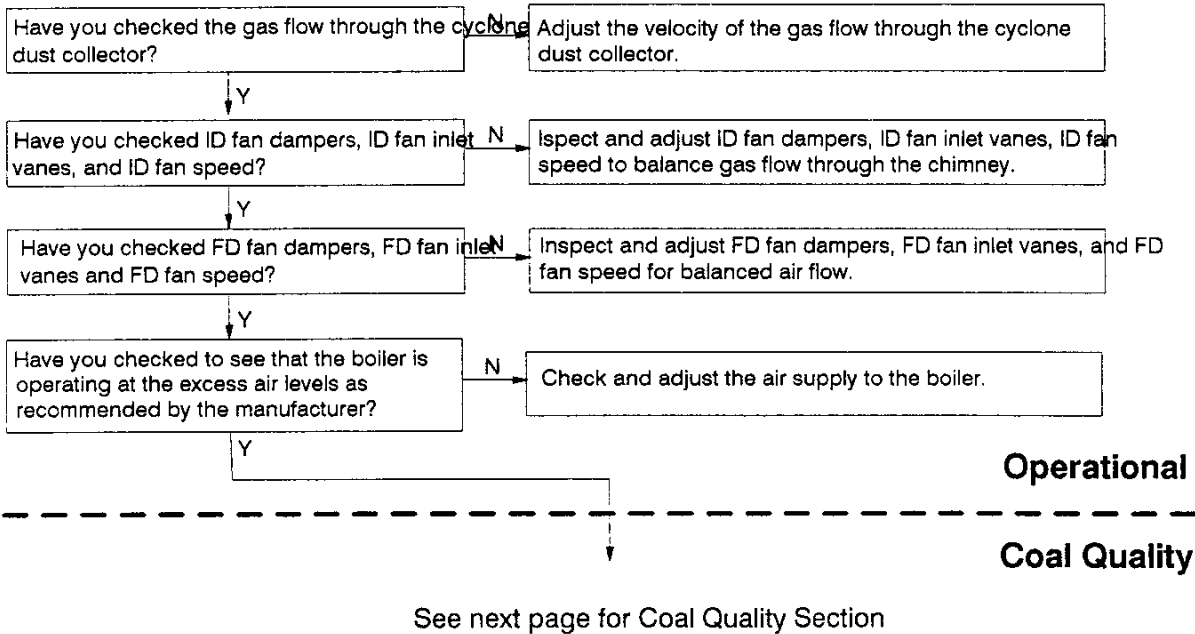 Have you checked the gas flow through the cyclone
dust collector?
N
Adjust the velocity of the gas flow through the cyclone
dust collector.
Y
Have you checked ID fan dampers, ID fan inlet
vanes, and ID fan speed?
N
Ispect and adjust ID fan dampers, ID fan inlet vanes, ID fan
speed to balance gas flow through the chimney.
Y
Have you checked FD fan dampers, FD fan inlet
vanes and FD fan speed?
N
Inspect and adjust FD fan dampers, FD fan inlet vanes, and FD
fan speed for balanced air flow.
Y
Have you checked to see that the boiler is
operating at the excess air levels as
recommended by the manufacturer?
N
Check and adjust the air supply to the boiler.
Y
Operational
Coal Quality
See next page for Coal Quality Section